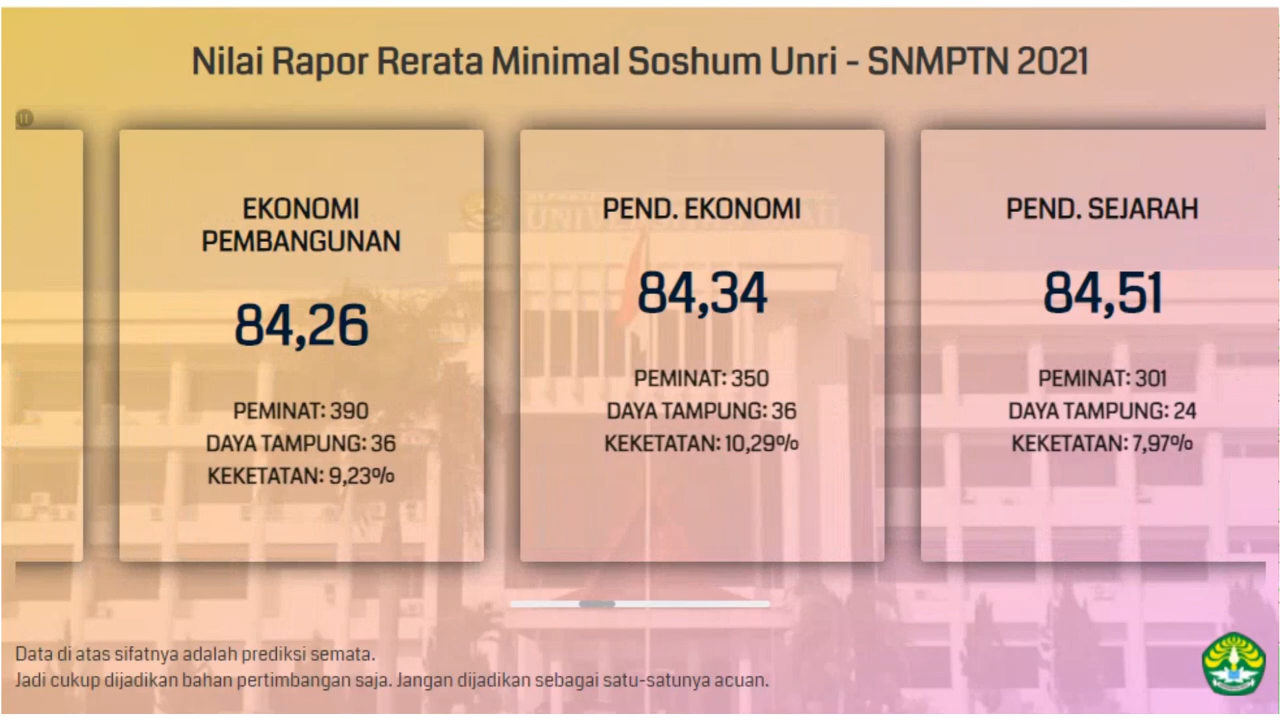 Nilai Rapor Rerata Minimal Soshum Unri - SNMPTN 2021
EKONOMI
PEMBANGUNAN
84,26
PEMINAT: 390
DAYA TAMPUNG: 36
KEKETATAN: 9,23%
PEND. EKONOMI
84,34
PEMINAT: 350
DAYA TAMPUNG: 36
KEKETATAN: 10,29%
PEND. SEJARAH
84,51
PEMINAT: 301
DAYA TAMPUNG: 24
KEKETATAN: 7,97%
Data di atas sifatnya adalah prediksi semata.
Jadi cukup dijadikan bahan pertimbangan saja. Jangan dijadikan sebagai satu-satunya acuan.